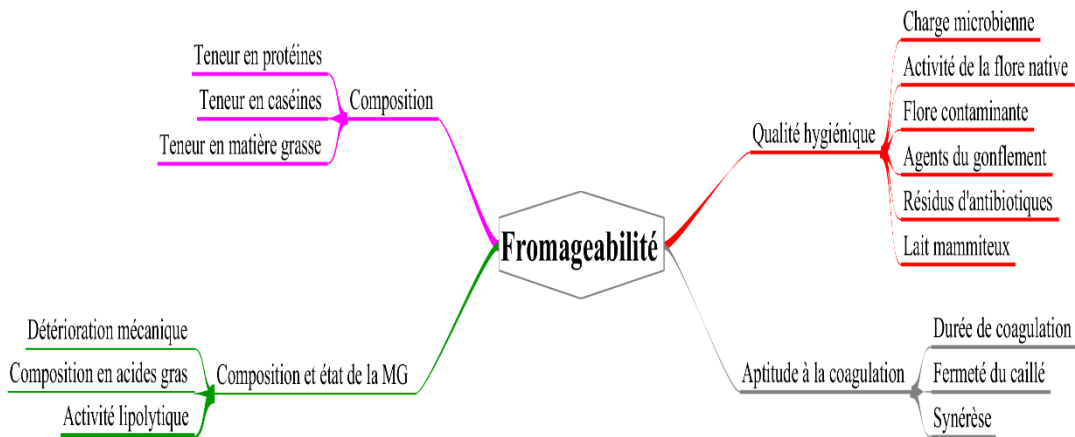 Fromageabilité
Composition
Teneur en protéines
Teneur en caséines
Teneur en matière grasse
Composition et état de la MG
Détérioration mécanique
Composition en acides gras
Activité lipolytique
Qualité hygiénique
Charge microbienne
Activité de la flore native
Flore contaminante
Agents du gonflement
Résidus d'antibiotiques
Lait mammiteux
Aptitude à la coagulation
Durée de coagulation
Fermeté du caillé
Synérèse